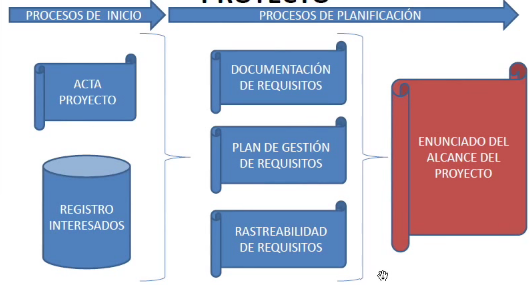 PROYECTO
PROCESOS DE INICIO
PROCESOS DE PLANIFICACIÓN
ACTA
PROYECTO
REGISTRO
INTERESADOS
DOCUMENTACIÓN
DE REQUISITOS
PLAN DE GESTIÓN
DE REQUISITOS
RASTREABILIDAD
DE REQUISITOS
ENUNCIADO DEL
ALCANCE DEL
PROYECTO